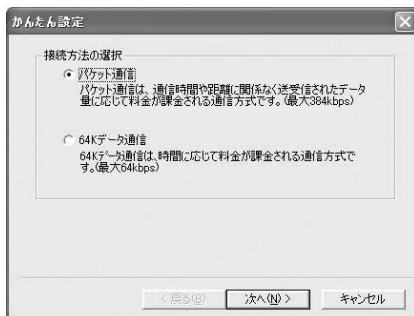 かんたん設定
接続方法の選択
パケット通信
パケット通信は、通信時間や距離に関係なく送受信されたデータ
量に応じて料金が課金される通信方式です。(最大384kbps)
64Kデータ通信
64Kデータ通信は、時間に応じて料金が課金される通信方式で
す。(最大64kbps)
< 戻る(B)
次へ(N) >
キャンセル